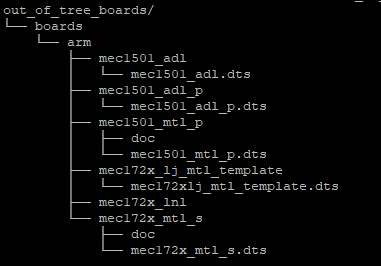 out_of_tree_boards/
└── boards
    └── arm
        ├── mec1501_adl
        │   └── mec1501_adl.dts
        ├── mec1501_adl_p
        │   └── mec1501_adl_p.dts
        ├── mec1501_mtl_p
        │   ├── doc
        │   └── mec1501_mtl_p.dts
        ├── mec172x_lj_mtl_template
        │   └── mec172xlj_mtl_template.dts
        ├── mec172x_lnl
        └── mec172x_mtl_s
            ├── doc
            └── mec172x_mtl_s.dts